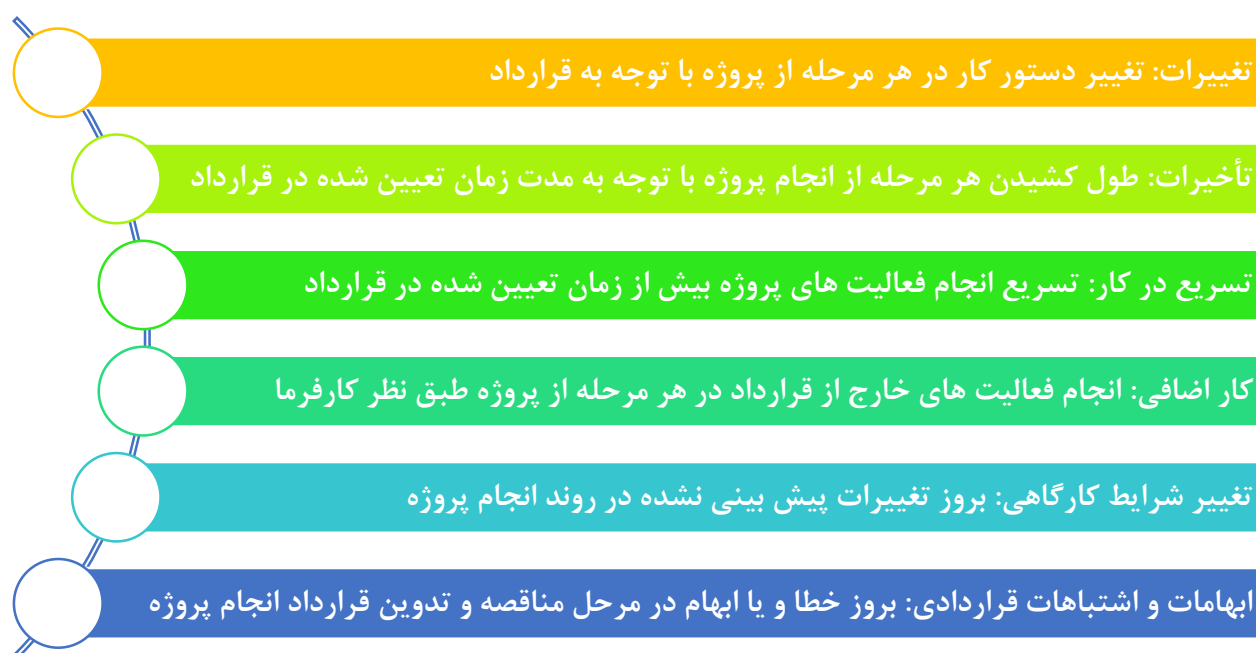 تغییرات: تغییر دستور کار در هر مرحله از پروژه با توجه به قرارداد
تأخیرات: طول کشیدن هر مرحله از انجام پروژه با توجه به مدت زمان تعیین شده در قرارداد
تسریع در کار: تسریع انجام فعالیت های پروژه بیش از زمان تعیین شده در قرارداد
کار اضافی: انجام فعالیت های خارج از قرارداد در هر مرحله از پروژه طبق نظر کارفرما
تغییر شرایط کارگاهی: بروز تغییرات پیش بینی نشده در روند انجام پروژه
ابهامات و اشتباهات قراردادی: بروز خطا و یا ابهام در مرحل مناقصه و تدوین قرارداد انجام پروژه